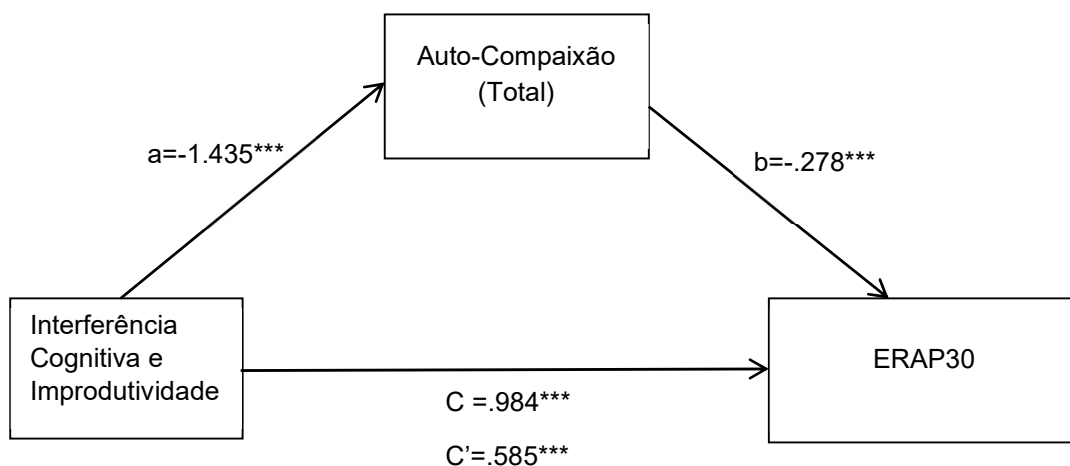 Auto-Compaixão
(Total)
a=-1.435***
b=-.278***
Interferência
Cognitiva e
Improdutividade
ERAP30
C =.984***
C’=.585***